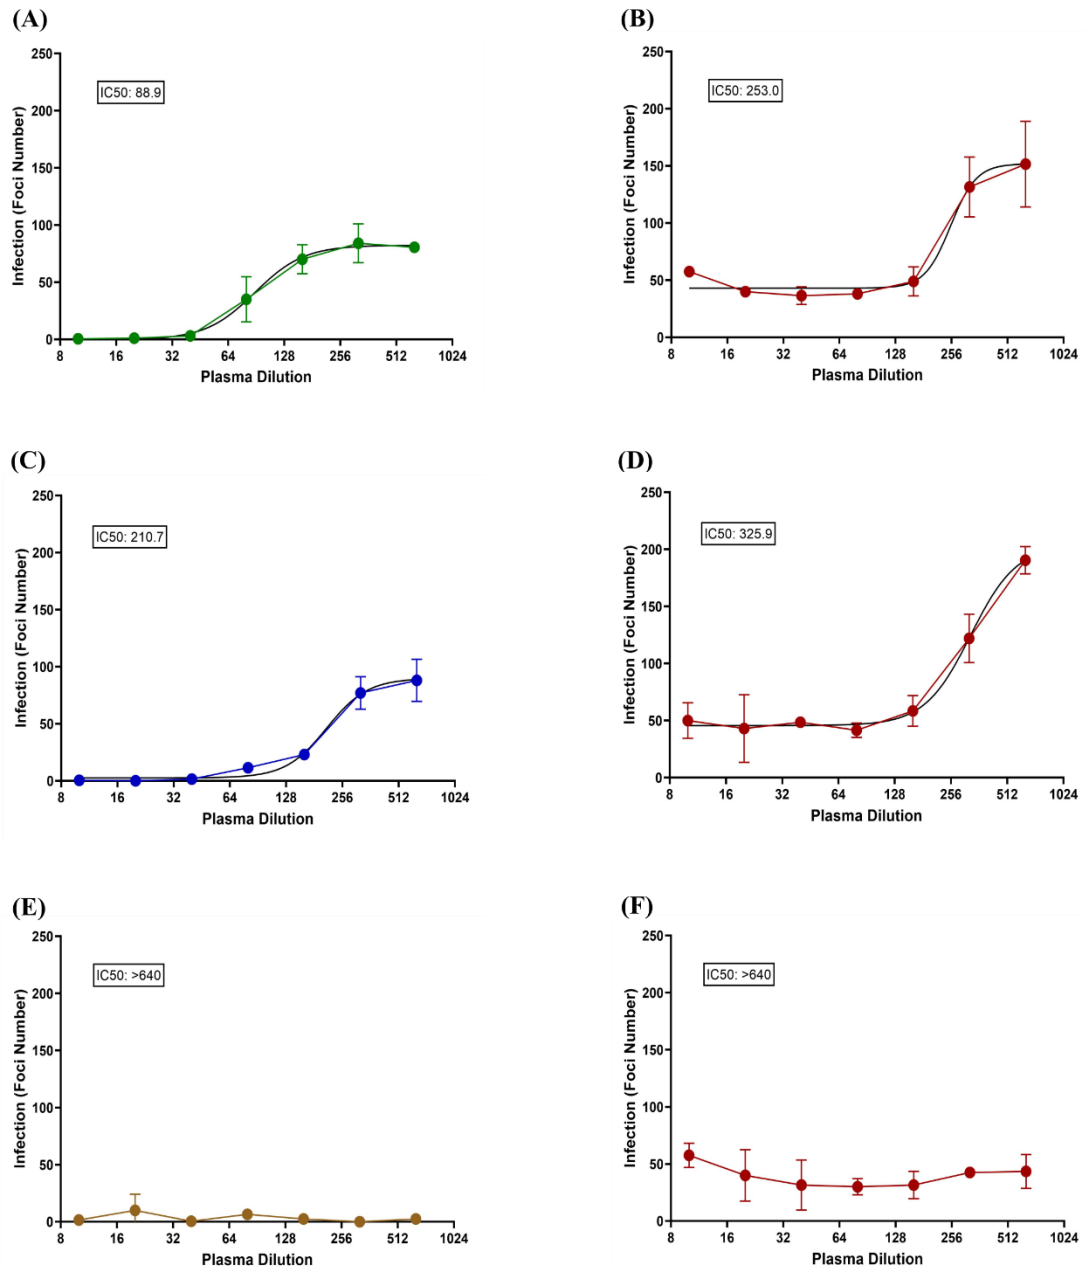 (A)
250
200
150
100
50
0
Infection (Foci Number)
IC50: 88.9
8 16 32 64 128 256 512 1024
Plasma Dilution
(B)
250
200
150
100
50
0
Infection (Foci Number)
IC50: 253.0
8 16 32 64 128 256 512 1024
Plasma Dilution
(C)
250
200
150
100
50
0
Infection (Foci Number)
IC50: 210.7
8 16 32 64 128 256 512 1024
Plasma Dilution
(D)
250
200
150
100
50
0
Infection (Foci Number)
IC50: 325.9
8 16 32 64 128 256 512 1024
Plasma Dilution
(E)
250
200
150
100
50
0
Infection (Foci Number)
IC50: >640
8 16 32 64 128 256 512 1024
Plasma Dilution
(F)
250
200
150
100
50
0
Infection (Foci Number)
IC50: >640
8 16 32 64 128 256 512 1024
Plasma Dilution